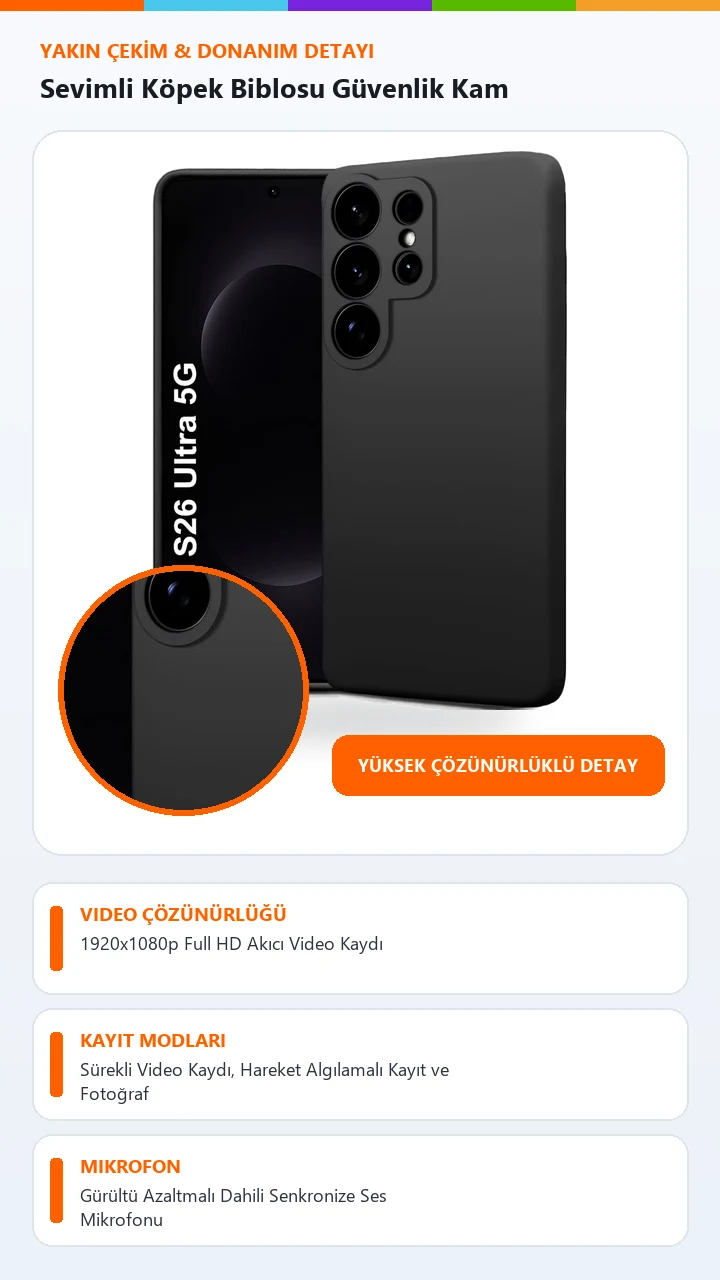 YAKIN ÇEKİM & DONANIM DETAYI
Sevimli Köpek Biblosu Güvenlik Kam
S26 Ultra 5G
YÜKSEK ÇÖZÜNÜRLÜKLÜ DETAY
VIDEO ÇÖZÜNÜRLÜĞÜ
1920x1080p Full HD Akıcı Video Kaydı
KAYIT MODLARI
Sürekli Video Kaydı, Hareket Algılamalı Kayıt ve
Fotoğraf
MIKROFON
Gürültü Azaltmalı Dahili Senkronize Ses
Mikrofonu